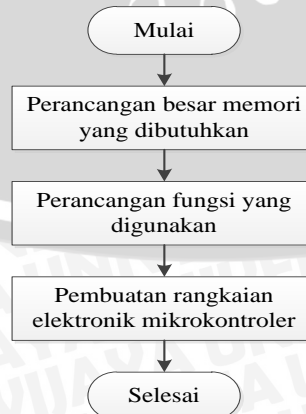 Mulai
Perancangan besar memori
yang dibutuhkan
Perancangan fungsi yang
digunakan
Pembuatan rangkaian
elektronik mikrokontroler
Selesai